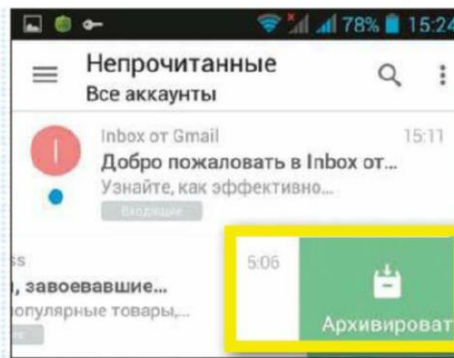 78% 15:24
Непрочитанные
Все аккаунты
Inbox от Gmail 15:11
I
Добро пожаловать в Inbox от...
Узнайте, как эффективно...
Входящие
ss 5:06
, завоевавшие...
популярные товары,...
Архивироват